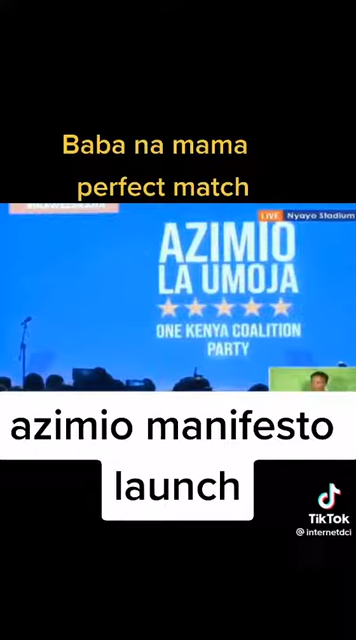 Baba na mama
perfect match
LIVE Nyayo Stadium
AZIMIO
LA UMOJA
ONE KENYA COALITION
PARTY
azimio manifesto
launch
TikTok
@ internetdci